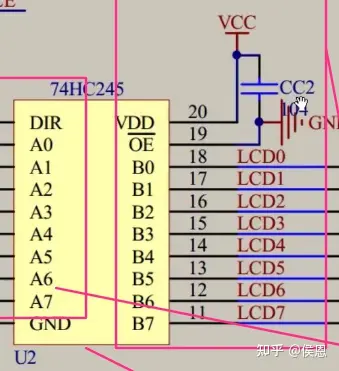 LE
VCC
74HC245
CC2
104
GN
DIR VDD 20
A0 OE 19
A1 B0 18 LCD0
A2 B1 17 LCD1
A3 B2 16 LCD2
A4 B3 15 LCD3
A5 B4 14 LCD4
A6 B5 13 LCD5
A7 B6 12 LCD6
GND B7 11 LCD7
U2
知乎 @侯恩